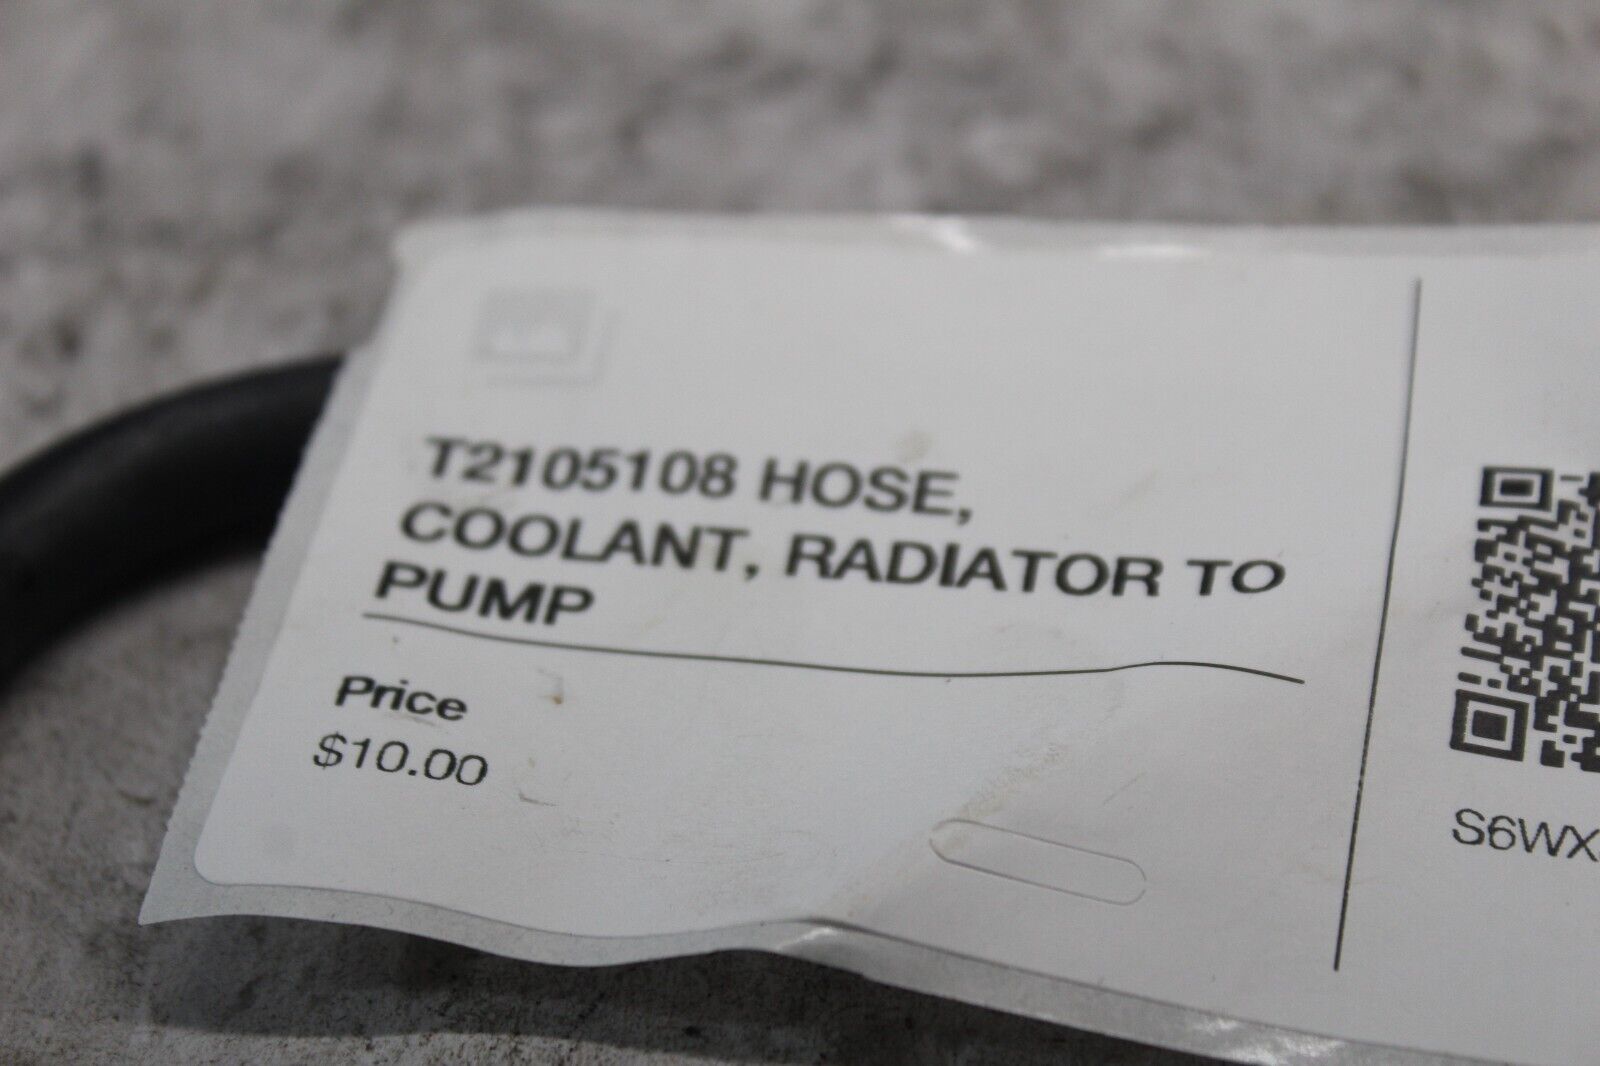 T2105108 HOSE,
COOLANT, RADIATOR TO
PUMP
Price
$10.00
S6WX